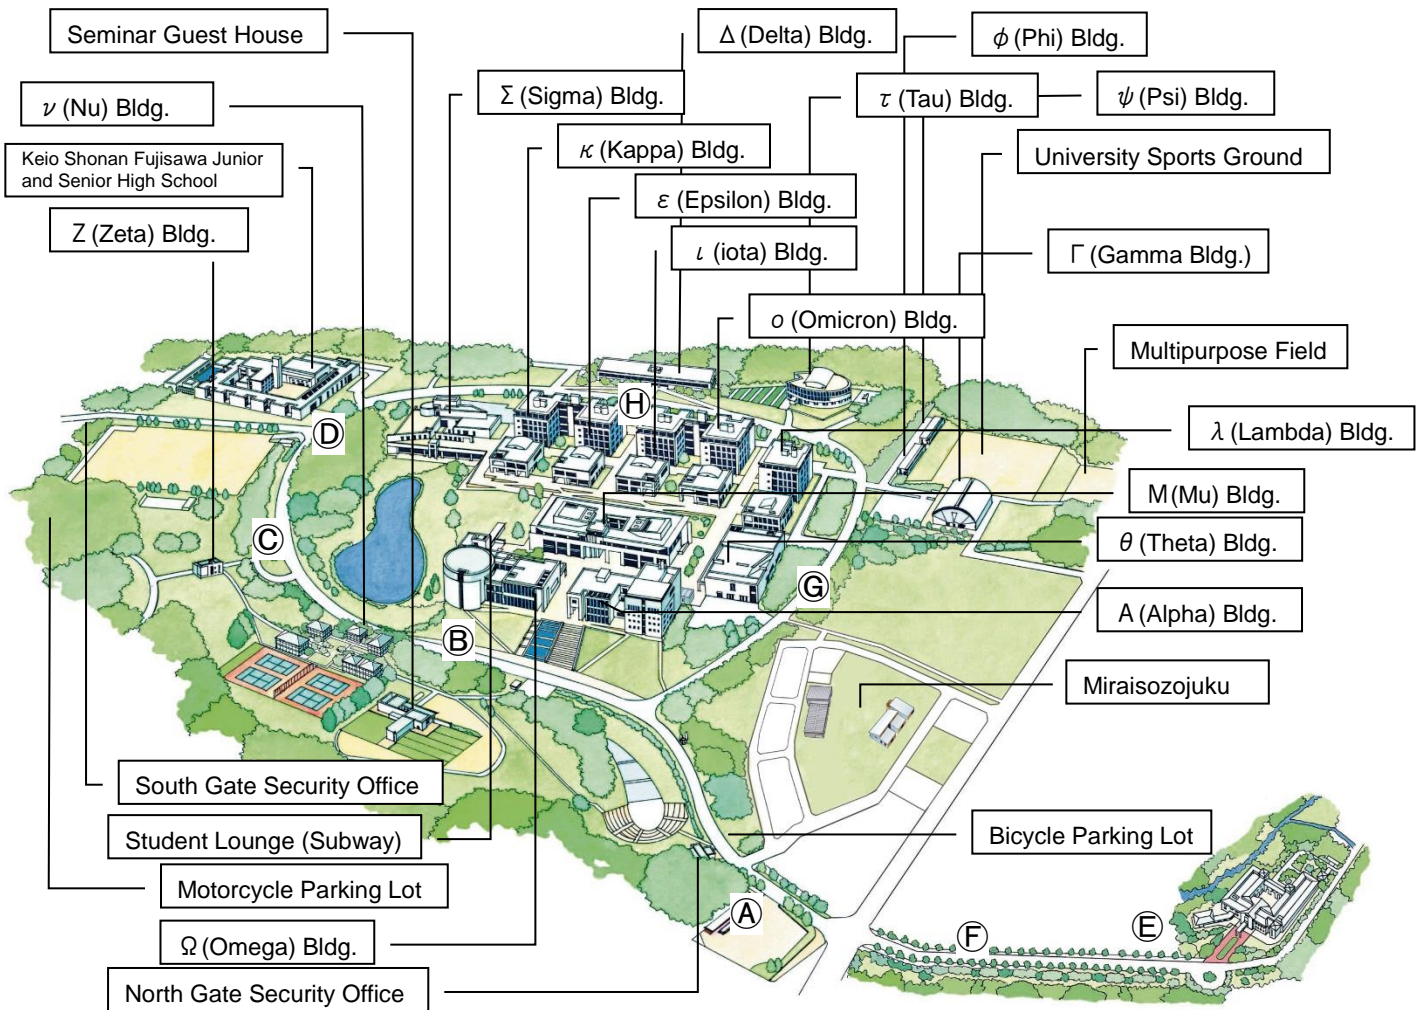 Seminar Guest House
Δ (Delta) Bldg.
ϕ (Phi) Bldg.
ν (Nu) Bldg.
Σ (Sigma) Bldg.
τ (Tau) Bldg.
ψ (Psi) Bldg.
κ (Kappa) Bldg.
University Sports Ground
Keio Shonan Fujisawa Junior
and Senior High School
ε (Epsilon) Bldg.
Ζ (Zeta) Bldg.
ι (iota) Bldg.
Γ (Gamma Bldg.)
ο (Omicron) Bldg.
Multipurpose Field
Ⓗ
Ⓓ
λ (Lambda) Bldg.
Μ (Mu) Bldg.
Ⓒ
θ (Theta) Bldg.
Ⓖ
Α (Alpha) Bldg.
Ⓑ
Miraisozojuku
South Gate Security Office
Student Lounge (Subway)
Bicycle Parking Lot
Motorcycle Parking Lot
Ⓐ
Ⓔ
Ⓕ
Ω (Omega) Bldg.
North Gate Security Office